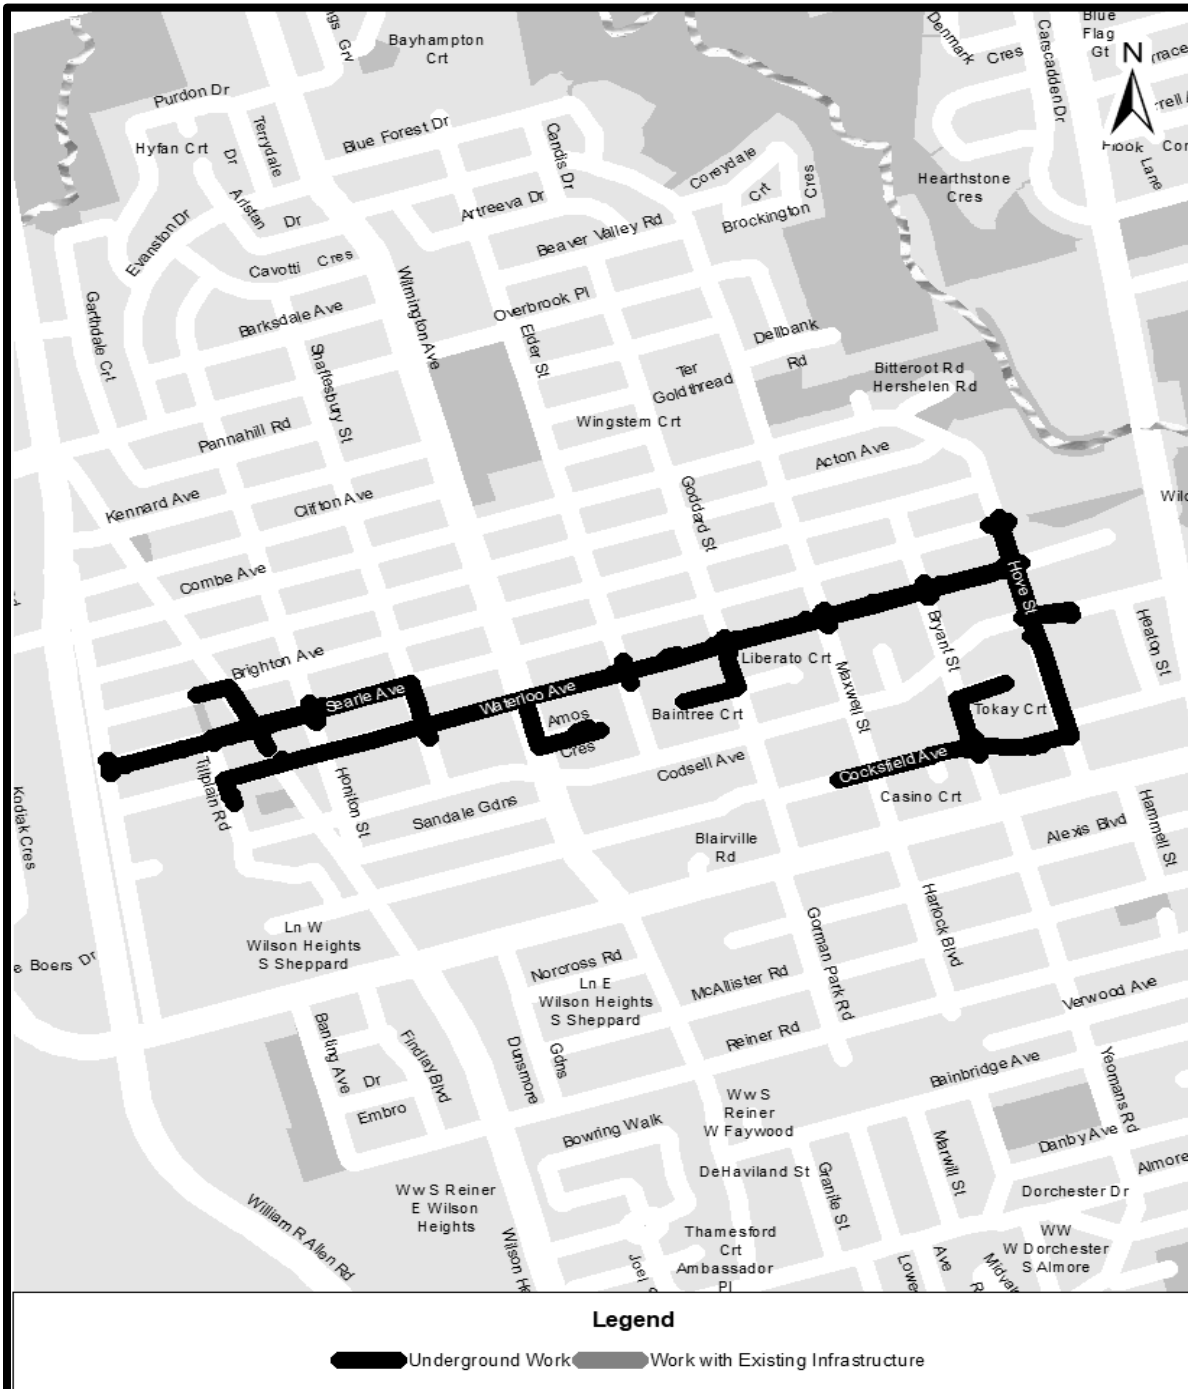 Bayhampton
Crt
Denmark
Cres
Carscadden Dr
Blue
Flag
Gt
N
Purdon Dr
Terrydale
Dr
Blue Forest Dr
Candis Dr
Hyfan Crt
Arlstan
Dr
Coreydale
Crt
Cres
Hearthstone
Cres
Lane
Evanston Dr
Artreeva Dr
Brockington
Beaver Valley Rd
Cavotti Cres
Garthdale Crt
Wilmington Ave
Barksdale Ave
Overbrook Pl
Elder St
Dellbank
Rd
Shaftesbury St
Ter
Goldthread
Bitteroot Rd
Hershelen Rd
Pannahill Rd
Wingstem Crt
Acton Ave
Kennard Ave
Clifton Ave
Goddard St
Combe Ave
Hove St
Heaton St
Bryant St
Brighton Ave
Liberato Crt
Maxwell St
Searle Ave
Waterloo Ave
Amos
Cres
Baintree Crt
Tokay Crt
Tillplain Rd
Honiton St
Codsell Ave
Cocksfield Ave
Casino Crt
Kodiak Cres
Sandale Gdns
Hammell St
Blairville
Rd
Alexis Blvd
Harlock Blvd
Ln W
Wilson Heights
S Sheppard
Gorman Park Rd
e Boers Dr
Norcross Rd
Ln E
Wilson Heights
S Sheppard
McAllister Rd
Verwood Ave
Reiner Rd
Banting Ave
Findlay Blvd
Dunsmore
Gdns
Dr
Embro
Bainbridge Ave
Yeomans Rd
Ww S
Reiner
W Faywood
Bowring Walk
Danby Ave
Marwill St
Almore
DeHaviland St
Granite St
Dorchester Dr
Ww S Reiner
E Wilson
Heights
William R Allen Rd
Thamesford
Crt
Ambassador
Pl
WW
W Dorchester
S Almore
Ave
Legend
Underground Work Work with Existing Infrastructure